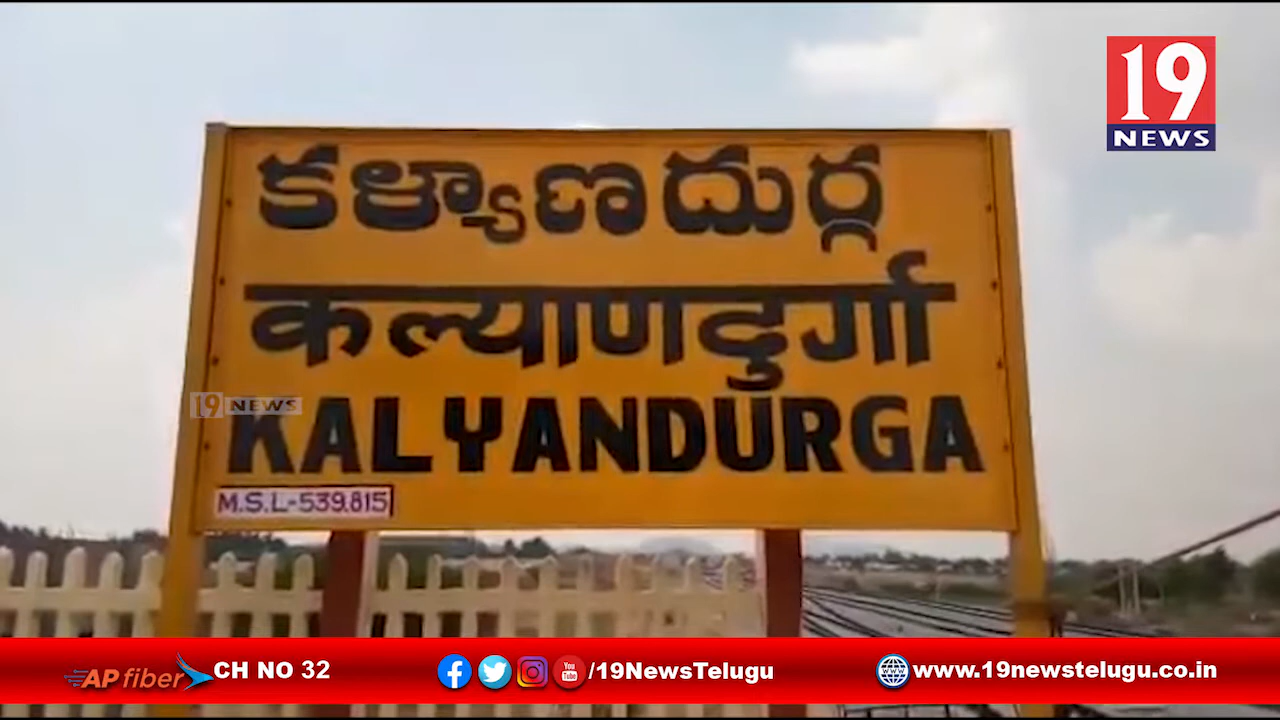 19
NEWS
కళ్యాణదుర్గ
कल्याणदुर्गा
19 NEWS
KALYANDURGA
M.S.L-539.815
AP fiber CH NO 32 /19NewsTelugu www.19newstelugu.co.in